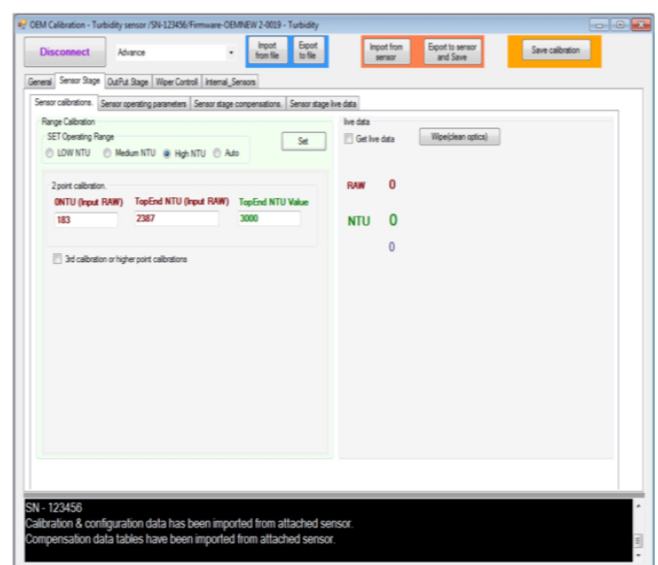 OEM Calibration - Turbidity sensor /SN-123456/Firmware-OEMNEW 2-0019 - Turbidity
Disconnect
Advance
Import from file
Export to file
Import from sensor
Export to sensor and Save
Save calibration
General Sensor Stage OutPut Stage Wiper Controll Internal_Sensors
Sensor calibrations. Sensor operating parameters Sensor stage compensations. Sensor stage live data
Range Calibration
SET Operating Range
LOW NTU Medium NTU High NTU Auto
Set
live data
Get live data
Wipe(clean optics)
2 point calibration.
0NTU (Input RAW) TopEnd NTU (Input RAW) TopEnd NTU Value
183 2387 3000
3rd calibration or higher point calibrations
RAW 0
NTU 0
0
SN - 123456
Calibration & configuration data has been imported from attached sensor.
Compensation data tables have been imported from attached sensor.